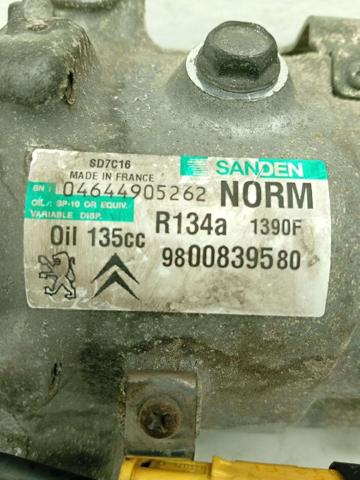 SD7C16
MADE IN FRANCE
SANDEN
SN: 04644905262 NORM
OIL: SP-10 OR EQUIV.
VARIABLE DISP.
R134a 1390F
Oil 135cc
9800839580